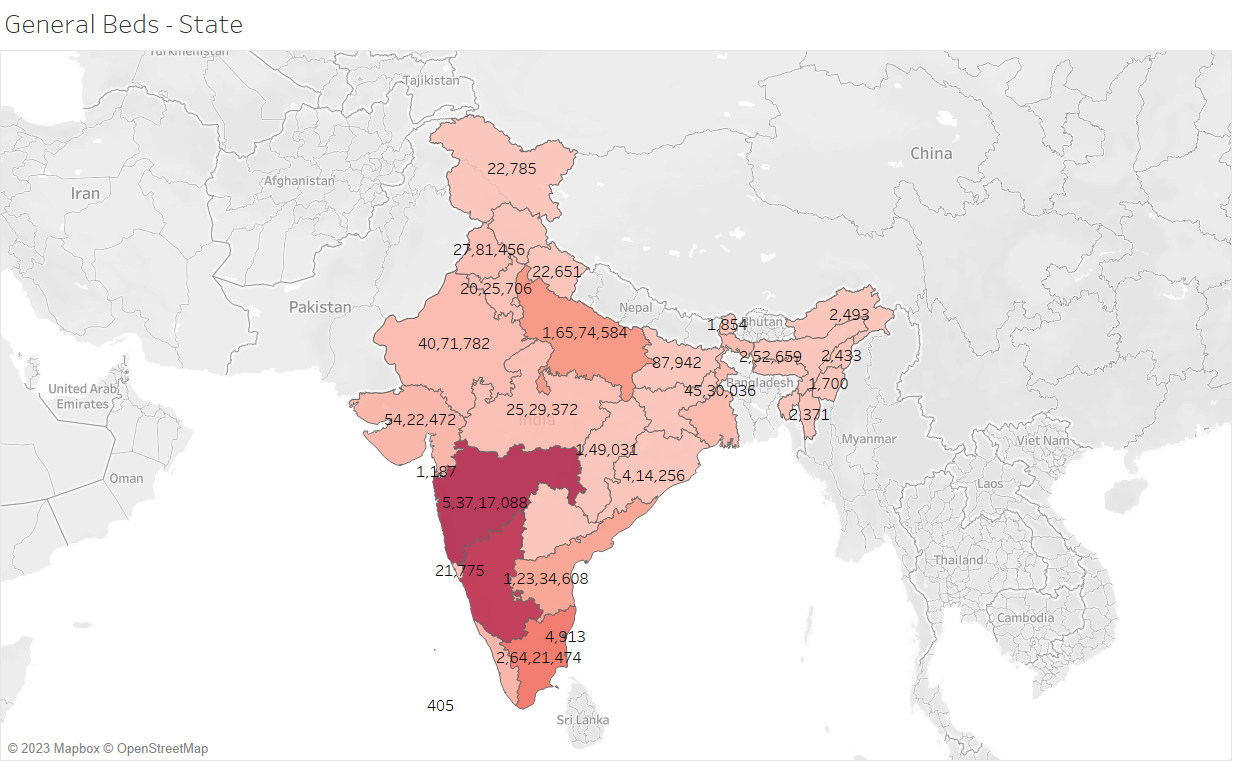 General Beds - State
Turkmenistan
Tajikistan
China
22,785
Afghanistan
Iran
27,81,456
22,651
20,25,706
Pakistan
Nepal
2,493
1,854
Bhutan
1,65,74,584
40,71,782
2,52,659
2,433
87,942
Bangladesh
1,700
United Arab
Emirates
45,30,036
25,29,372
2,371
54,22,472
India
Myanmar
Viet Nam
1,49,031
1,187
4,14,256
Oman
Laos
5,37,17,088
Thailand
21,775
1,23,34,608
Cambodia
4,913
2,64,21,474
405
Sri Lanka
© 2023 Mapbox © OpenStreetMap